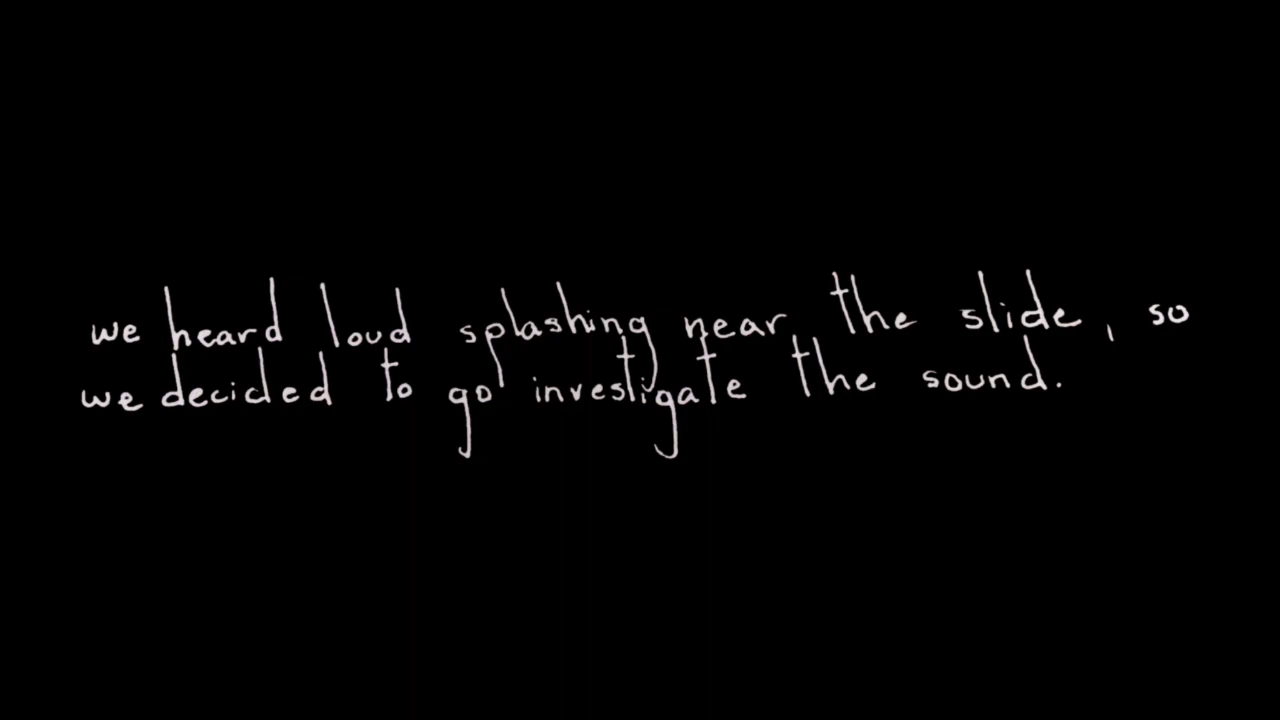 we heard loud splashing near the slide, so
we decided to go investigate the sound.